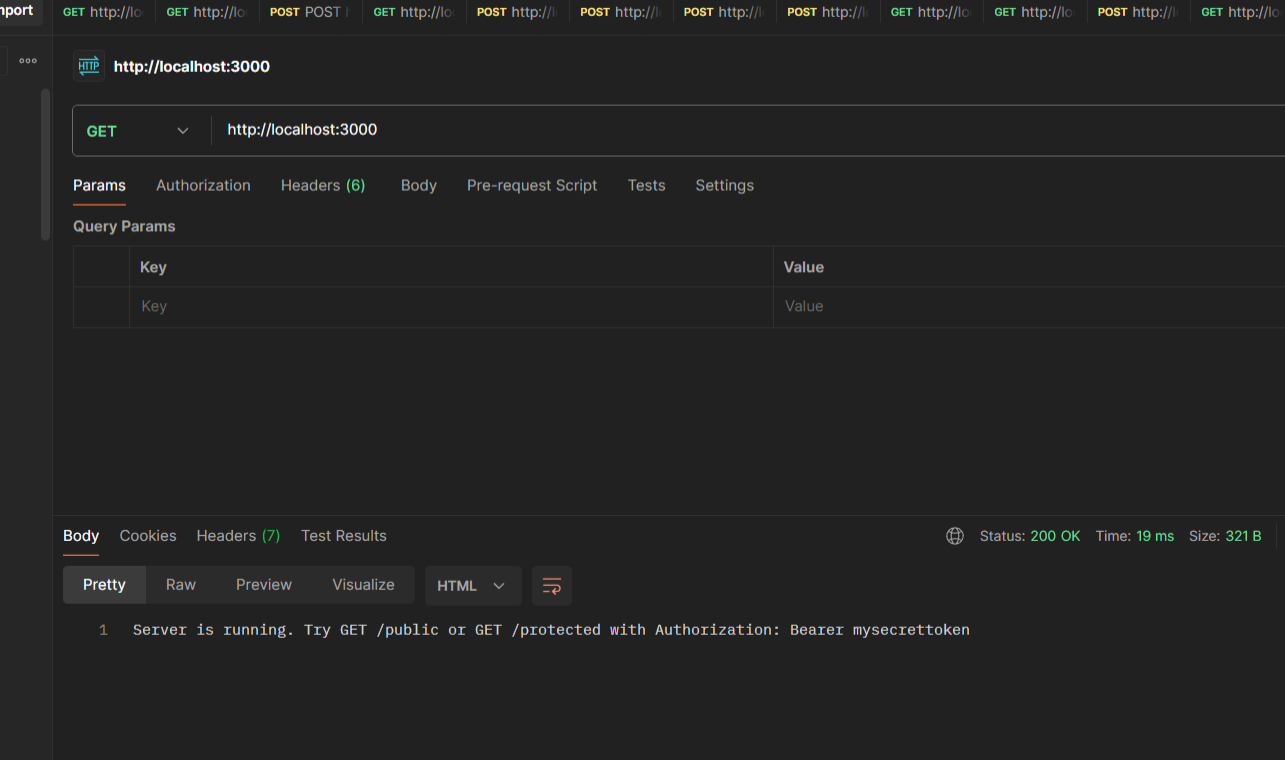 GET http://lo GET http://lo POST POST GET http://lo POST http://l POST http://l POST http://l POST http://l GET http://lo GET http://lo POST http://l GET http://lo
HTTP http://localhost:3000
GET http://localhost:3000
Params Authorization Headers (6) Body Pre-request Script Tests Settings
Query Params
Key Value
Key Value
Body Cookies Headers (7) Test Results Status: 200 OK Time: 19 ms Size: 321 B
Pretty Raw Preview Visualize HTML
1 Server is running. Try GET /public or GET /protected with Authorization: Bearer mysecrettoken